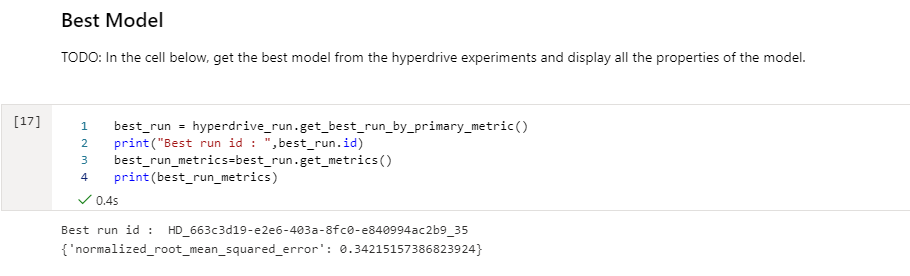 Best Model
TODO: In the cell below, get the best model from the hyperdrive experiments and display all the properties of the model.
[17]
1 best_run = hyperdrive_run.get_best_run_by_primary_metric()
2 print("Best run id : ",best_run.id)
3 best_run_metrics=best_run.get_metrics()
4 print(best_run_metrics)
0.4s
Best run id :  HD_663c3d19-e2e6-403a-8fc0-e840994ac2b9_35
{'normalized_root_mean_squared_error': 0.34215157386823924}